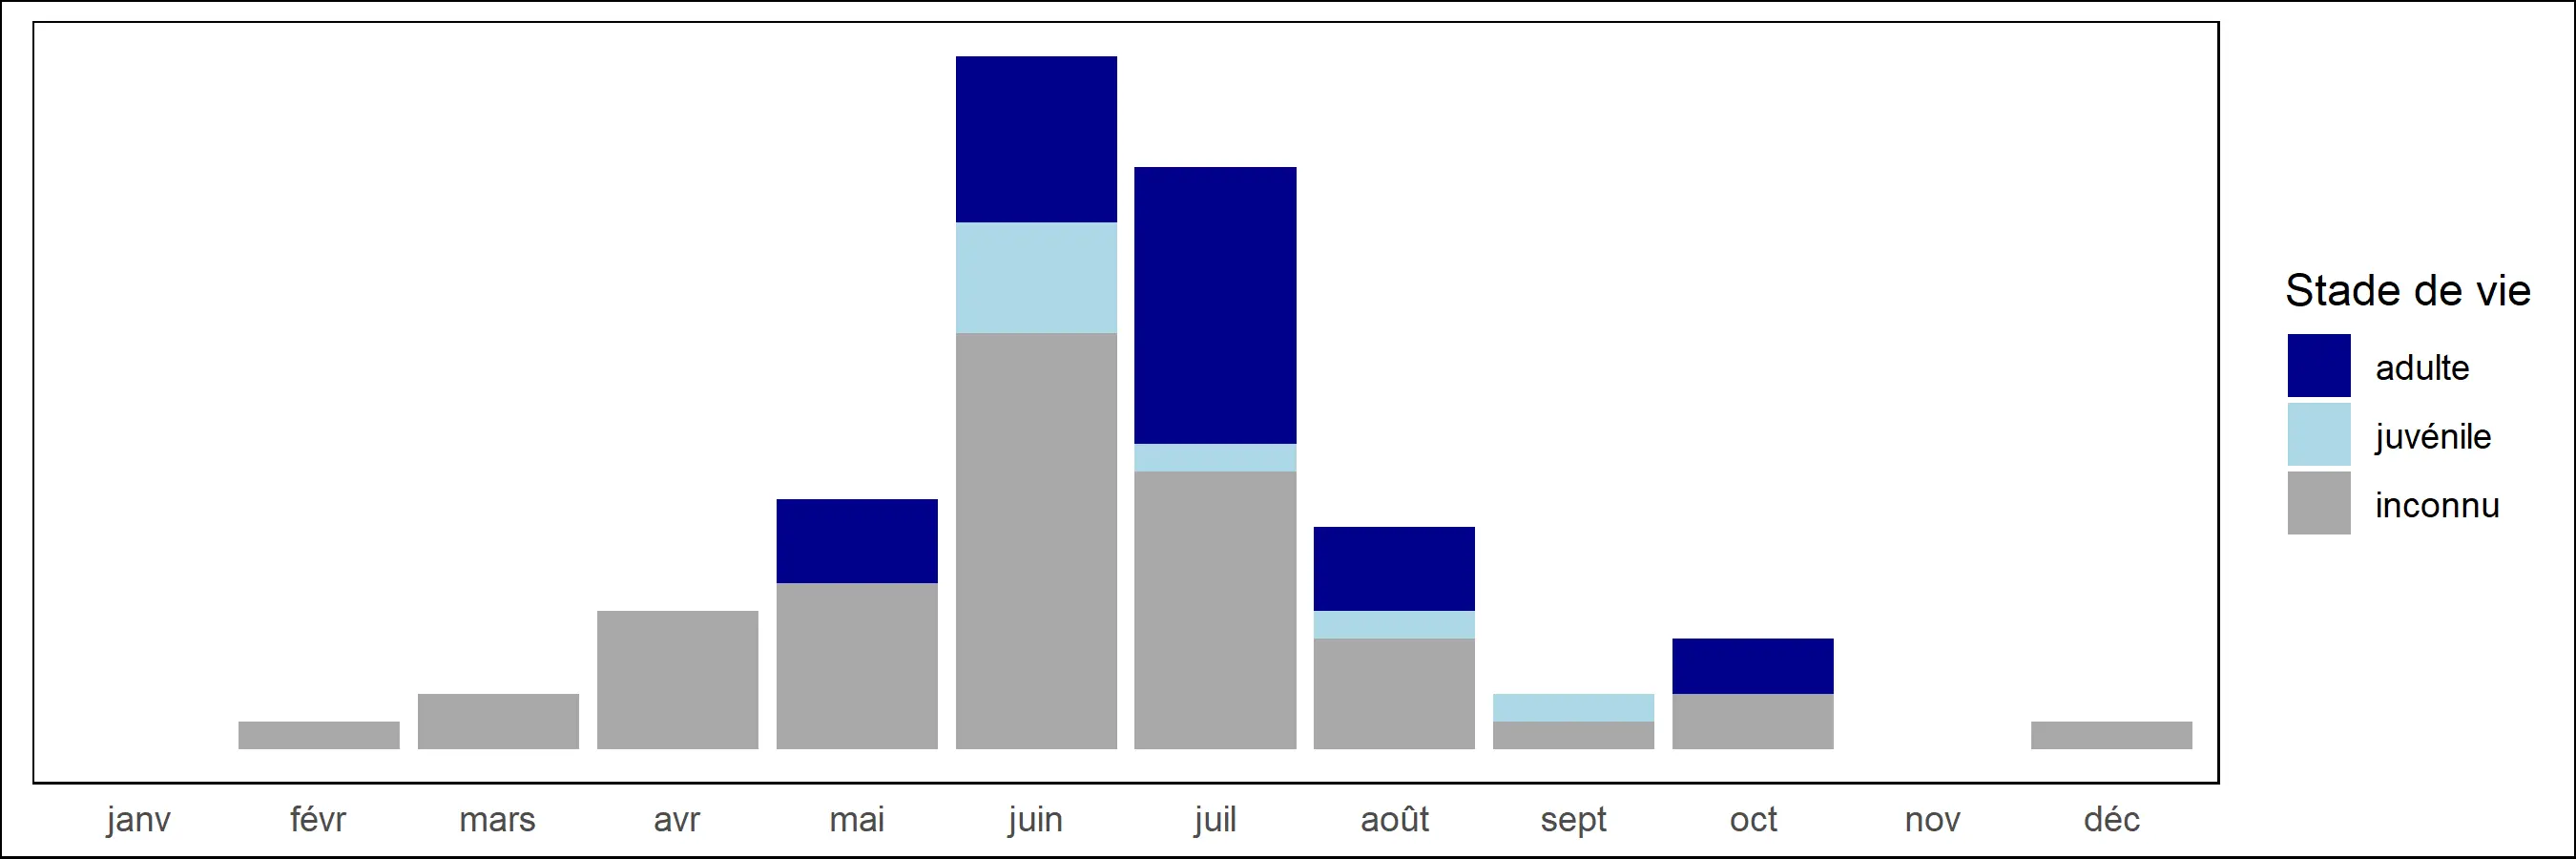 Stade de vie
adulte
juvénile
inconnu
janv févr mars avr mai juin juil août sept oct nov déc